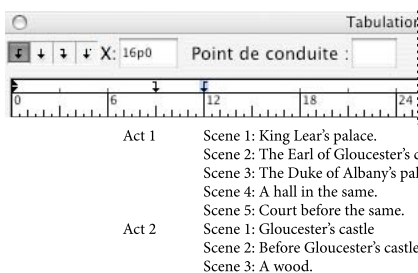 Tabulation
X: 16p0 Point de conduite :
0 6 12 18 24
Act 1 Scene 1: King Lear's palace.
Scene 2: The Earl of Gloucester's
Scene 3: The Duke of Albany's
Scene 4: A hall in the same.
Scene 5: Court before the same.
Act 2 Scene 1: Gloucester's castle
Scene 2: Before Gloucester's castle
Scene 3: A wood.